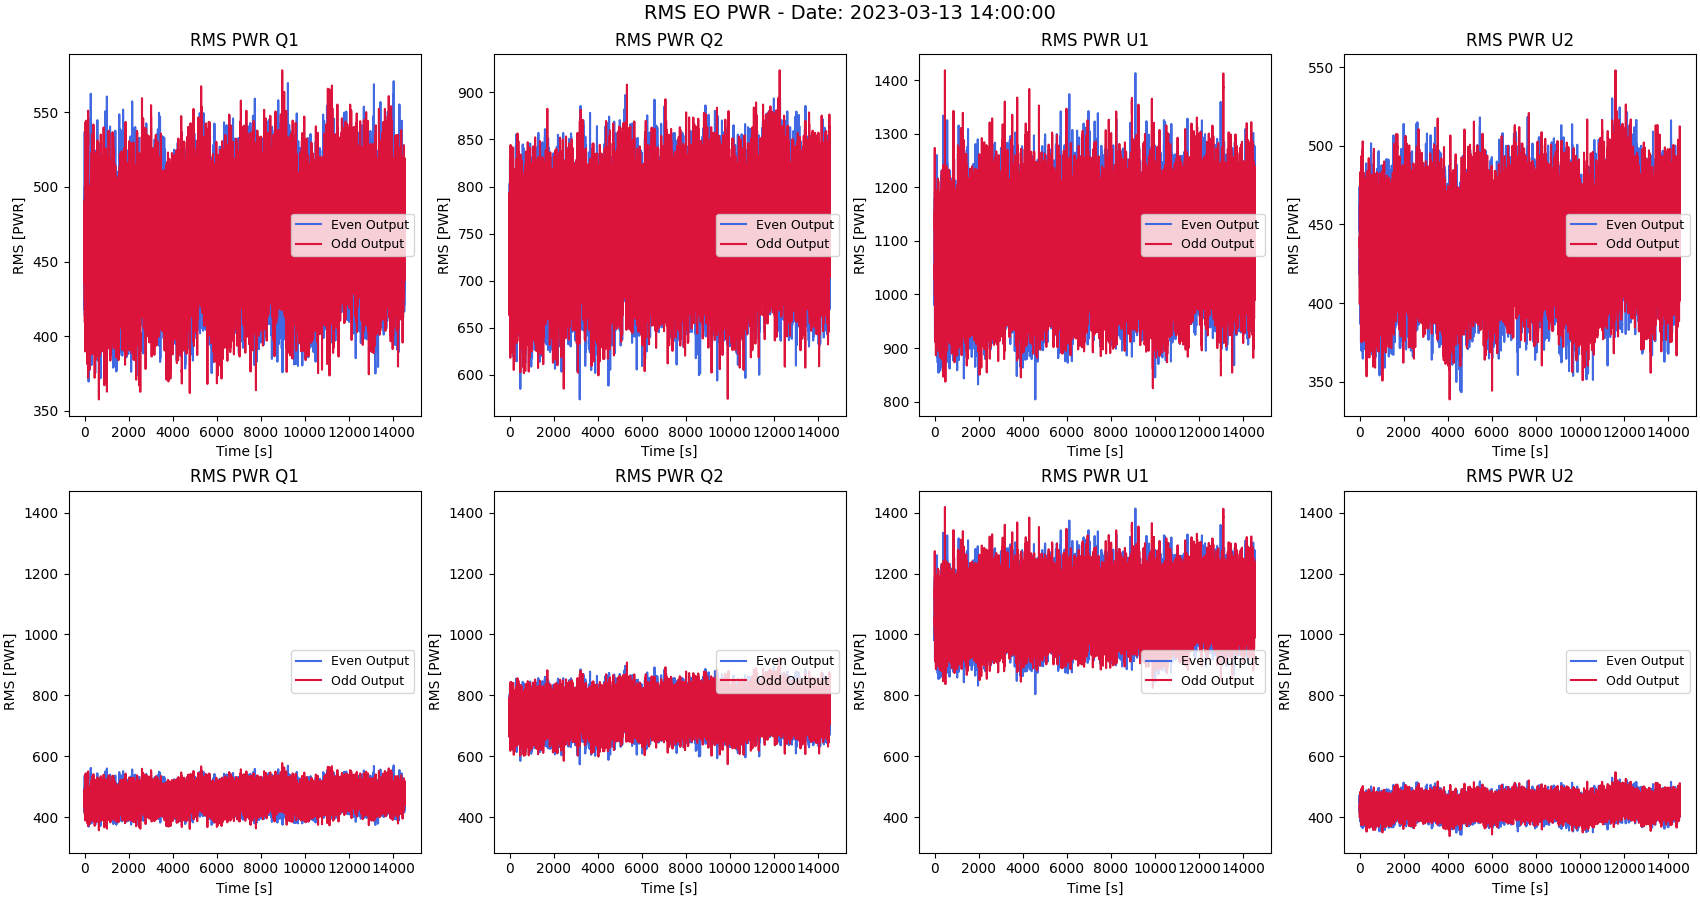 RMS EO PWR - Date: 2023-03-13 14:00:00
RMS PWR Q1
RMS [PWR]
550
500
450
400
350
Even Output
Odd Output
0 2000 4000 6000 8000 10000 12000 14000
Time [s]
RMS PWR Q2
RMS [PWR]
900
850
800
750
700
650
600
Even Output
Odd Output
0 2000 4000 6000 8000 10000 12000 14000
Time [s]
RMS PWR U1
RMS [PWR]
1400
1300
1200
1100
1000
900
800
Even Output
Odd Output
0 2000 4000 6000 8000 10000 12000 14000
Time [s]
RMS PWR U2
RMS [PWR]
550
500
450
400
350
Even Output
Odd Output
0 2000 4000 6000 8000 10000 12000 14000
Time [s]
RMS PWR Q1
RMS [PWR]
1400
1200
1000
800
600
400
Even Output
Odd Output
0 2000 4000 6000 8000 10000 12000 14000
Time [s]
RMS PWR Q2
RMS [PWR]
1400
1200
1000
800
600
400
Even Output
Odd Output
0 2000 4000 6000 8000 10000 12000 14000
Time [s]
RMS PWR U1
RMS [PWR]
1400
1200
1000
800
600
400
Even Output
Odd Output
0 2000 4000 6000 8000 10000 12000 14000
Time [s]
RMS PWR U2
RMS [PWR]
1400
1200
1000
800
600
400
Even Output
Odd Output
0 2000 4000 6000 8000 10000 12000 14000
Time [s]